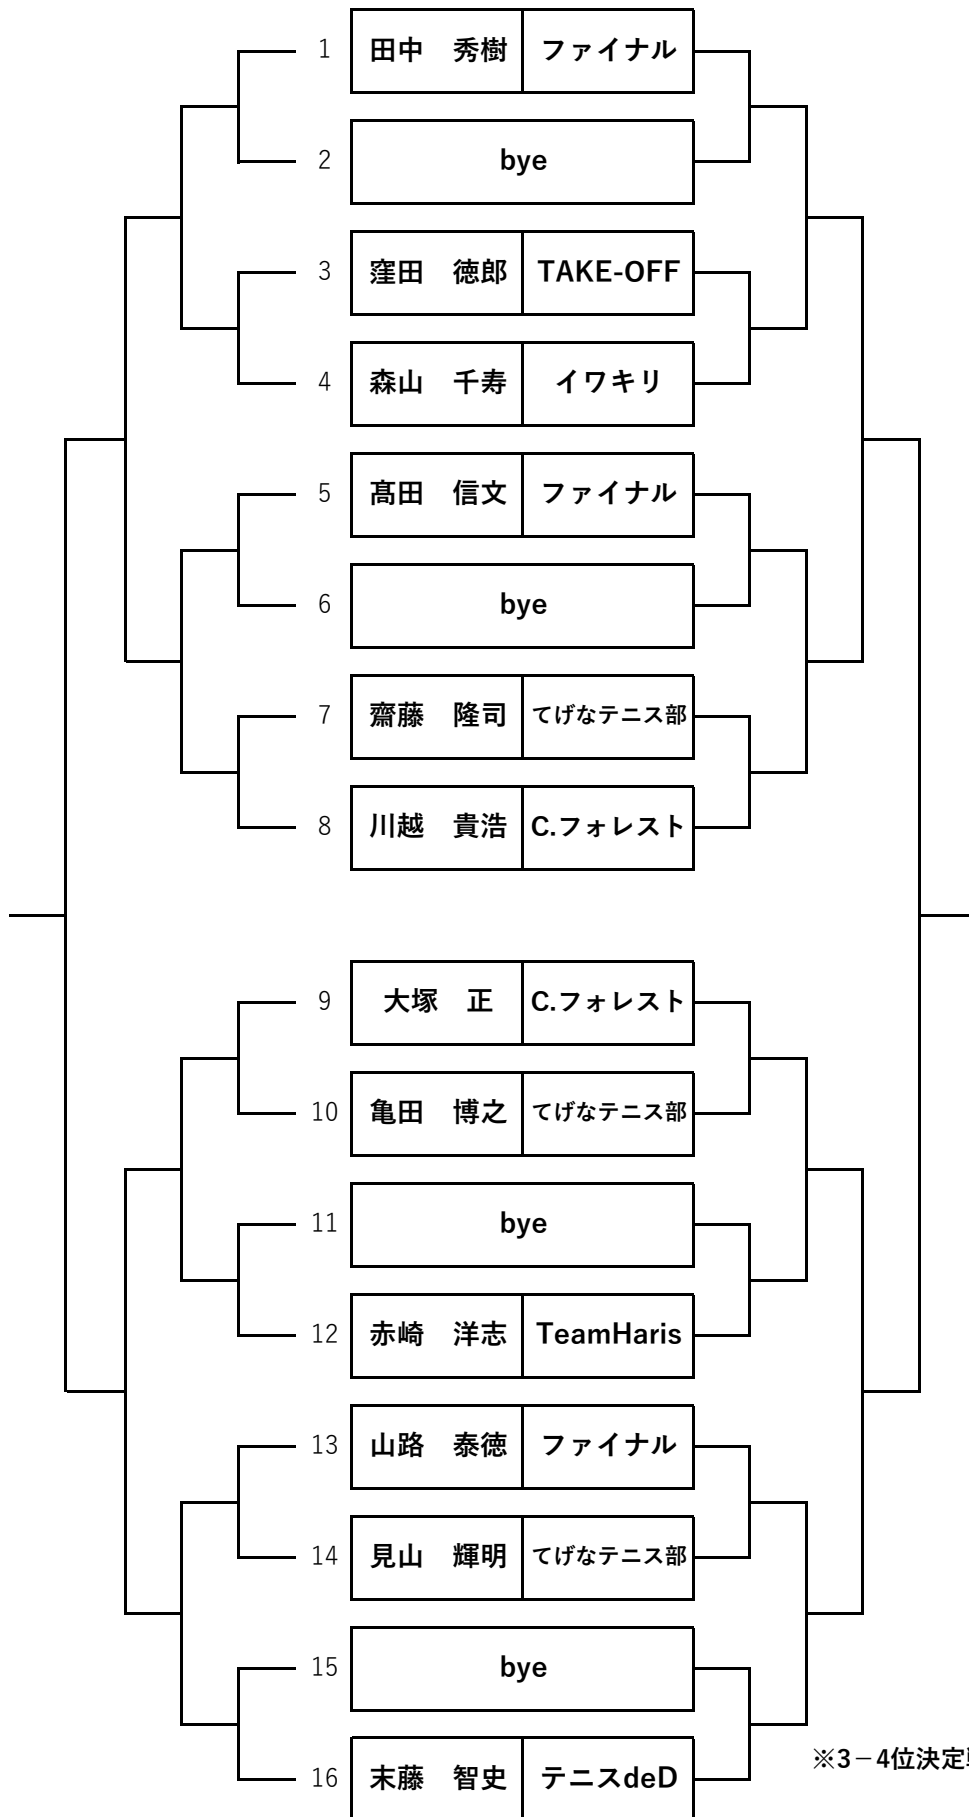 1 田中　秀樹 ファイナル
2 bye
3 窪田　徳郎 TAKE-OFF
4 森山　千寿 イワキリ
5 髙田　信文 ファイナル
6 bye
7 齋藤　隆司 てげなテニス部
8 川越　貴浩 C.フォレスト
9 大塚　正 C.フォレスト
10 亀田　博之 てげなテニス部
11 bye
12 赤崎　洋志 TeamHaris
13 山路　泰徳 ファイナル
14 見山　輝明 てげなテニス部
15 bye
16 末藤　智史 テニスdeD
※3－4位決定